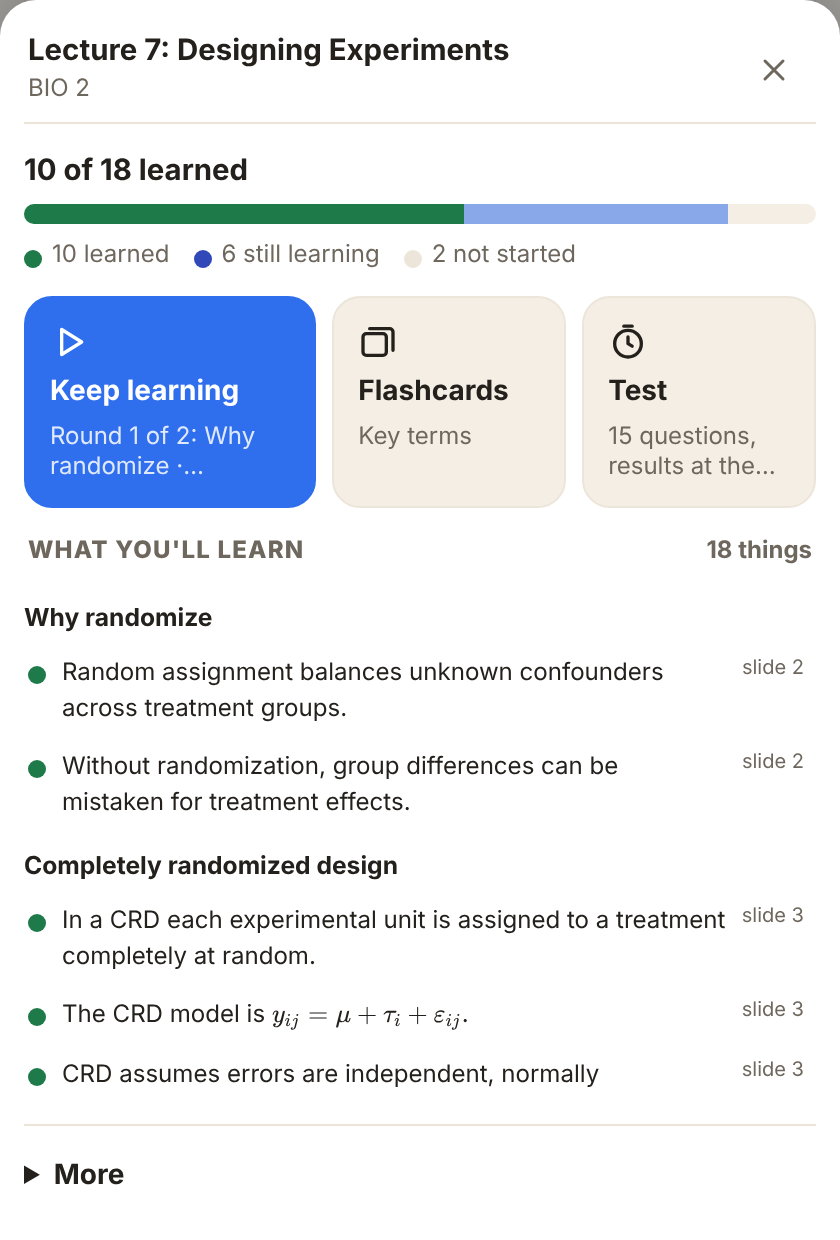 Lecture 7: Designing Experiments
BIO 2
10 of 18 learned
10 learned
6 still learning
2 not started
Keep learning
Round 1 of 2: Why
randomize ·...
Flashcards
Key terms
Test
15 questions,
results at the...
WHAT YOU'LL LEARN
18 things
Why randomize
Random assignment balances unknown confounders
across treatment groups.
slide 2
Without randomization, group differences can be
mistaken for treatment effects.
slide 2
Completely randomized design
In a CRD each experimental unit is assigned to a treatment
completely at random.
slide 3
The CRD model is y_{ij} = μ + τ_i + ε_{ij}.
slide 3
CRD assumes errors are independent, normally
slide 3
More